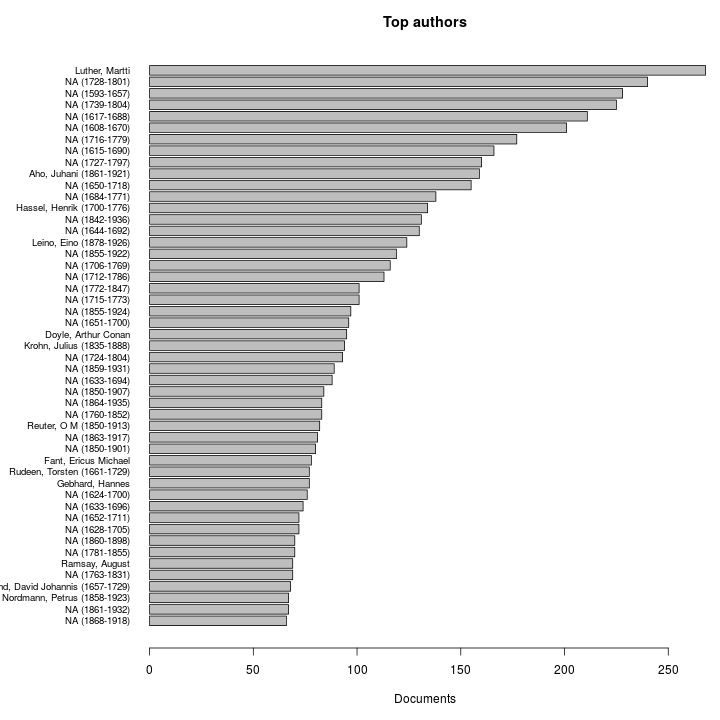 Top authors
Luther, Martti
NA (1728-1801)
NA (1593-1657)
NA (1739-1804)
NA (1617-1688)
NA (1608-1670)
NA (1716-1779)
NA (1615-1690)
NA (1727-1797)
Aho, Juhani (1861-1921)
NA (1650-1718)
NA (1684-1771)
Hassel, Henrik (1700-1776)
NA (1842-1936)
NA (1644-1692)
Leino, Eino (1878-1926)
NA (1855-1922)
NA (1706-1769)
NA (1712-1786)
NA (1772-1847)
NA (1715-1773)
NA (1855-1924)
NA (1651-1700)
Doyle, Arthur Conan
Krohn, Julius (1835-1888)
NA (1724-1804)
NA (1859-1931)
NA (1633-1694)
NA (1850-1907)
NA (1864-1935)
NA (1760-1852)
Reuter, O M (1850-1913)
NA (1863-1917)
NA (1850-1901)
Fant, Ericus Michael
Rudeen, Torsten (1661-1729)
Gebhard, Hannes
NA (1624-1700)
NA (1633-1696)
NA (1652-1711)
NA (1628-1705)
NA (1860-1898)
NA (1781-1855)
Ramsay, August
NA (1763-1831)
nd, David Johannis (1657-1729)
Nordmann, Petrus (1858-1923)
NA (1861-1932)
NA (1868-1918)
0 50 100 150 200 250
Documents